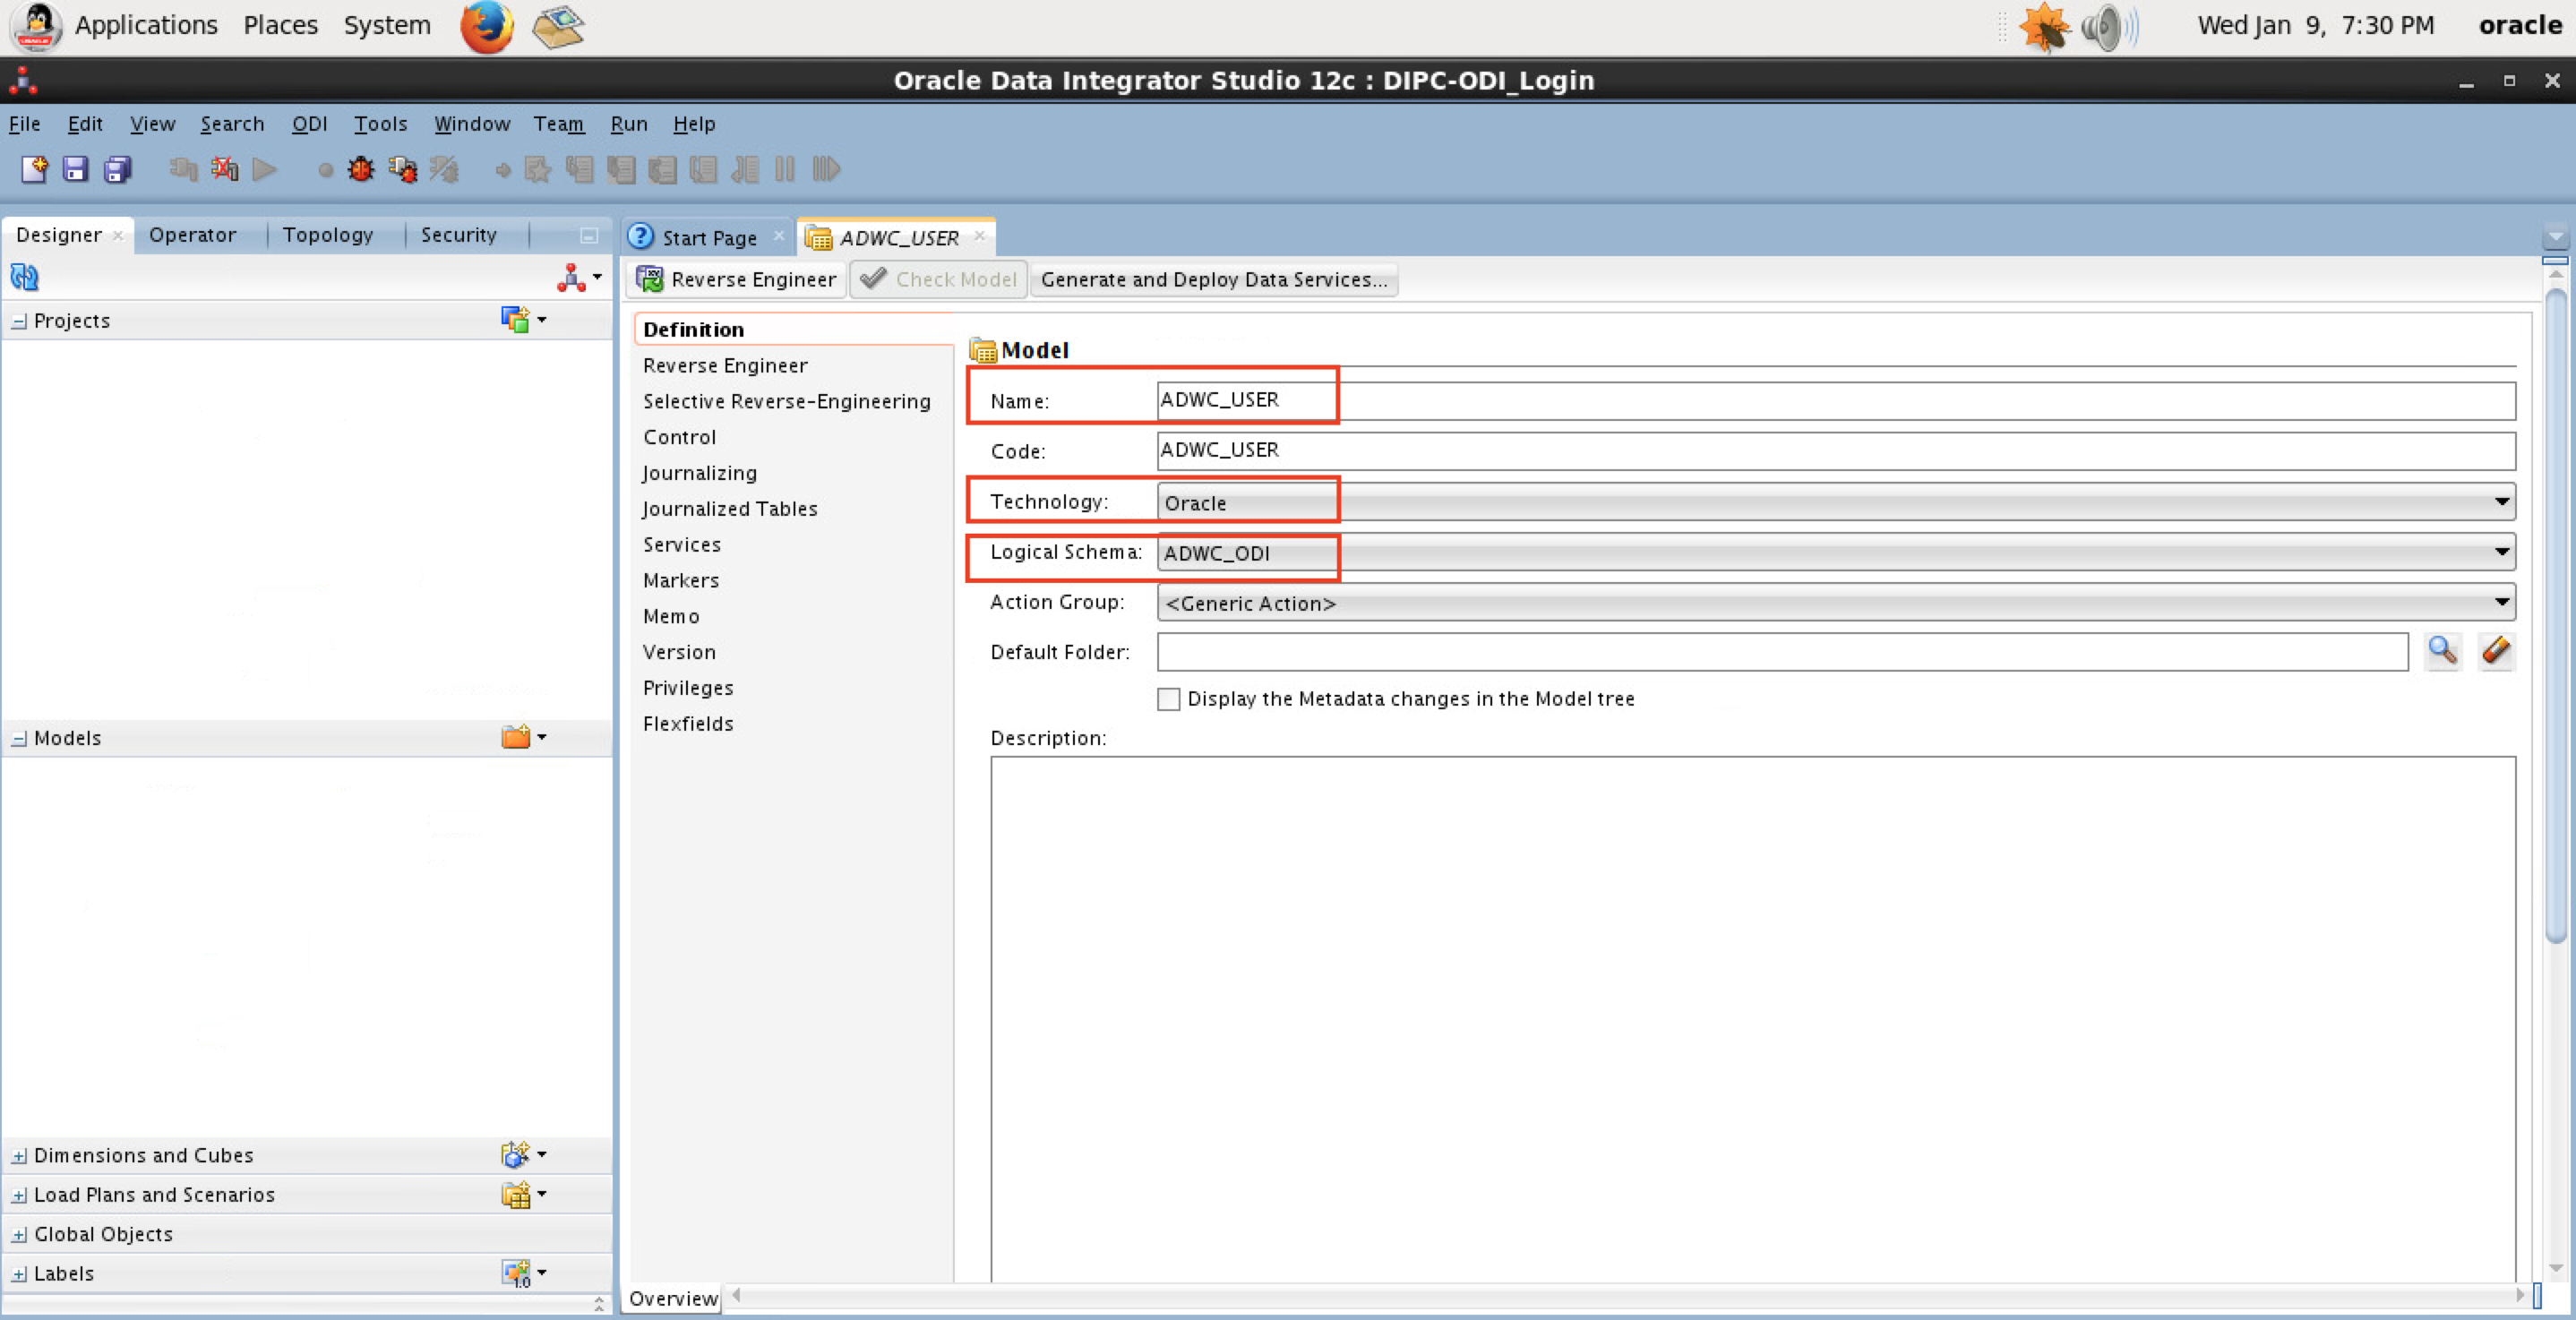 Applications Places System Wed Jan 9, 7:30 PM oracle
Oracle Data Integrator Studio 12c : DIPC-ODI_Login
File Edit View Search ODI Tools Window Team Run Help
Designer Operator Topology Security
Start Page ADWC_USER
Reverse Engineer Check Model Generate and Deploy Data Services...
Projects
Models
Dimensions and Cubes
Load Plans and Scenarios
Global Objects
Labels
1.0
Definition
Reverse Engineer
Selective Reverse-Engineering
Control
Journalizing
Journalized Tables
Services
Markers
Memo
Version
Privileges
Flexfields
Model
Name: ADWC_USER
Code: ADWC_USER
Technology: Oracle
Logical Schema: ADWC_ODI
Action Group: <Generic Action>
Default Folder:
Display the Metadata changes in the Model tree
Description:
Overview